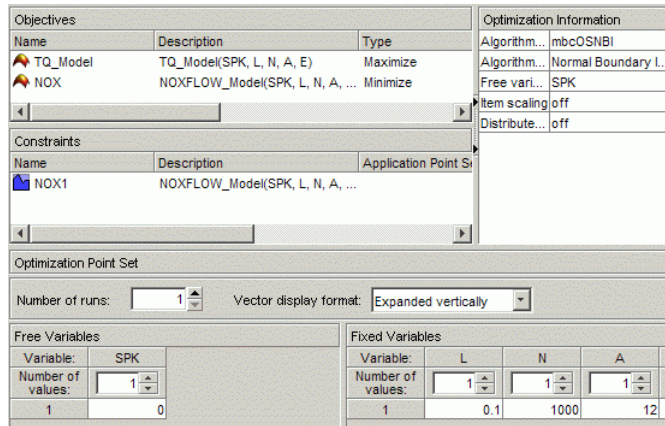 Objectives
Name Description Type
TQ_Model TQ_Model(SPK, L, N, A, E) Maximize
NOX NOXFLOW_Model(SPK, L, N, A, ... Minimize
Constraints
Name Description Application Point Se
NOX1 NOXFLOW_Model(SPK, L, N, A, ...
Optimization Information
Algorithm... mbcOSNBI
Algorithm... Normal Boundary I...
Free vari... SPK
Item scaling off
Distribute... off
Optimization Point Set
Number of runs: 1 Vector display format: Expanded vertically
Free Variables
Variable: SPK
Number of values: 1
1 0
Fixed Variables
Variable: L N A
Number of values: 1 1 1
1 0.1 1000 12